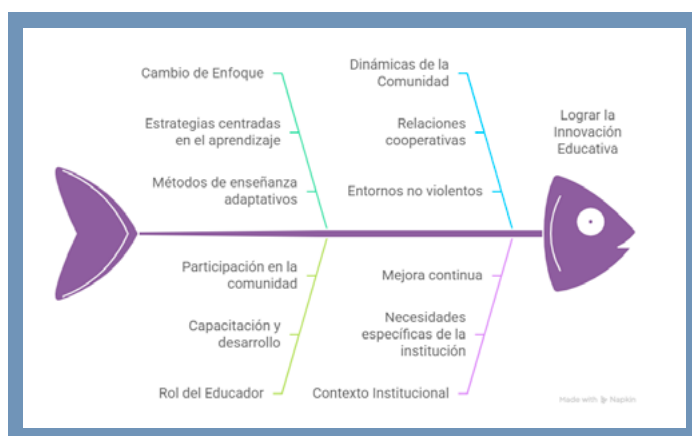 Cambio de Enfoque
Estrategias centradas
en el aprendizaje
Métodos de enseñanza
adaptativos
Dinámicas de la
Comunidad
Relaciones
cooperativas
Entornos no violentos
Lograr la
Innovación
Educativa
Participación en la
comunidad
Capacitación y
desarrollo
Rol del Educador
Mejora continua
Necesidades
específicas de la
institución
Contexto Institucional
Made with Napkin